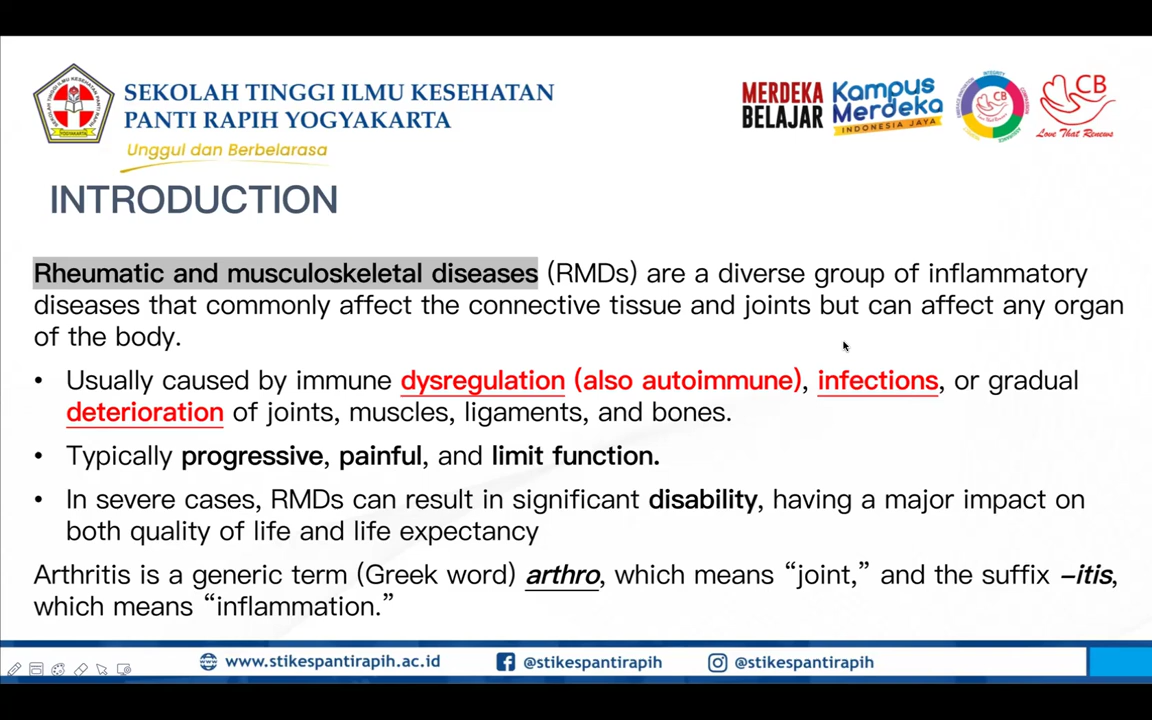 SEKOLAH TINGGI ILMU KESEHATAN
PANTI RAPIH YOGYAKARTA
Unggul dan Berbelarasa
MERDEKA
BELAJAR
Kampus
Merdeka
INDONESIA JAYA
CB
Love That Renews
INTRODUCTION
Rheumatic and musculoskeletal diseases (RMDs) are a diverse group of inflammatory
diseases that commonly affect the connective tissue and joints but can affect any organ
of the body.
• Usually caused by immune dysregulation (also autoimmune), infections, or gradual
deterioration of joints, muscles, ligaments, and bones.
• Typically progressive, painful, and limit function.
• In severe cases, RMDs can result in significant disability, having a major impact on
both quality of life and life expectancy
Arthritis is a generic term (Greek word) arthro, which means “joint,” and the suffix –itis,
which means “inflammation.”
www.stikespantirapih.ac.id
@stikespantirapih
@stikespantirapih